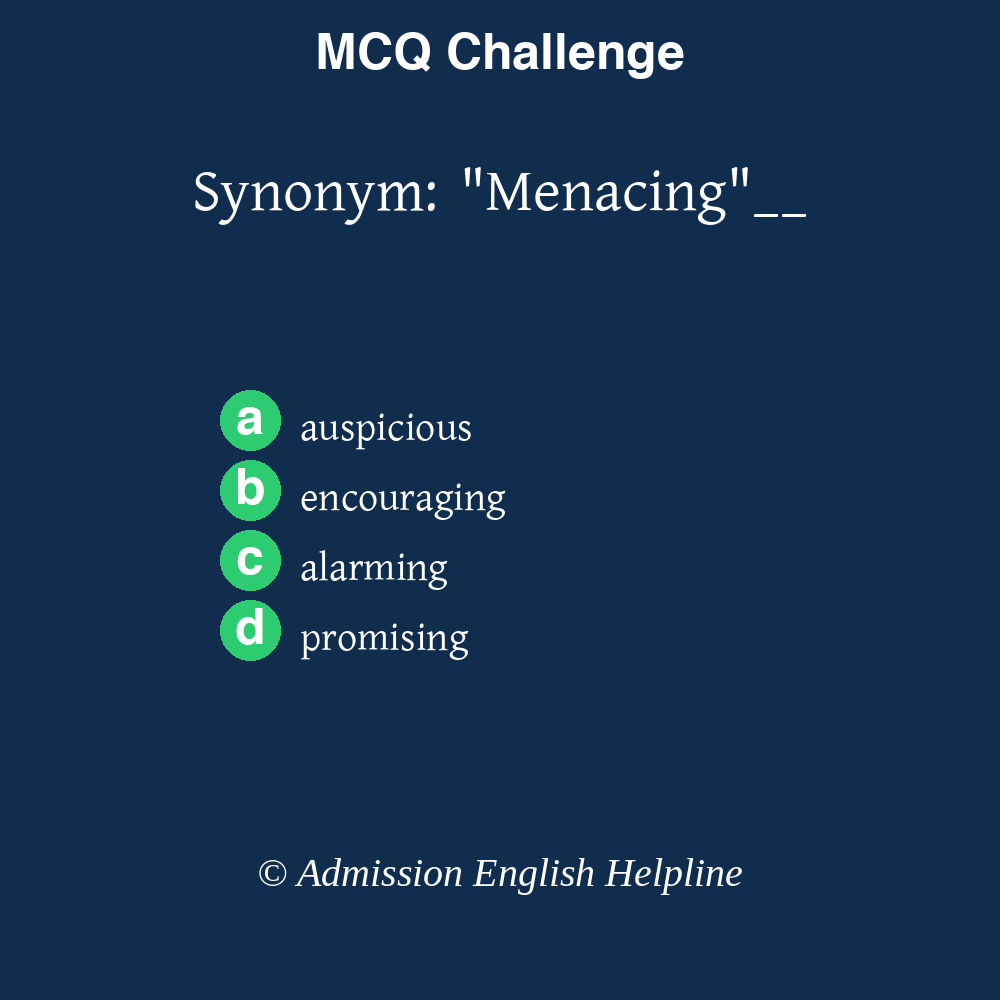 MCQ Challenge
Synonym: "Menacing"__
a auspicious
b encouraging
c alarming
d promising
© Admission English Helpline